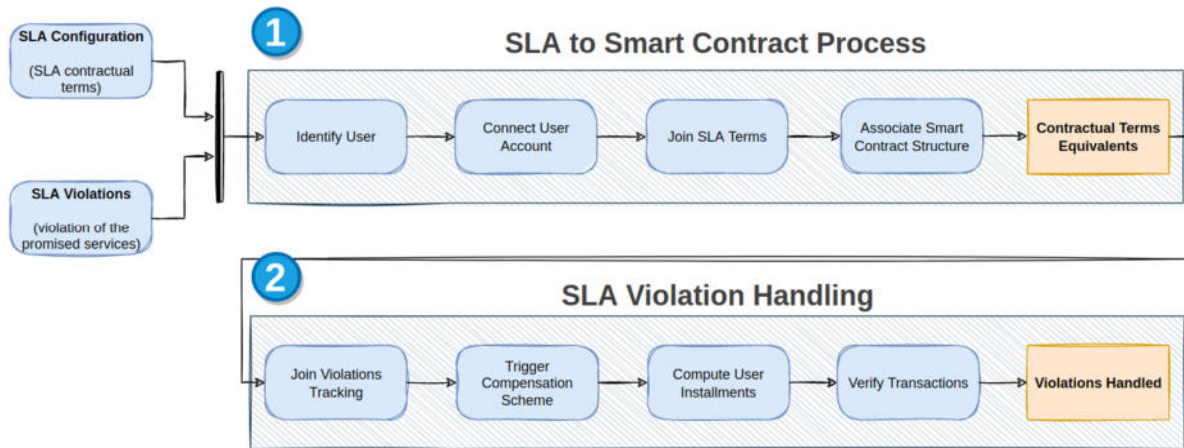 SLA Configuration
(SLA contractual
terms)
SLA Violations
(violation of the
promised services)
1
SLA to Smart Contract Process
Identify User
Connect User
Account
Join SLA Terms
Associate Smart
Contract Structure
Contractual Terms
Equivalents
2
SLA Violation Handling
Join Violations
Tracking
Trigger
Compensation
Scheme
Compute User
Installments
Verify Transactions
Violations Handled